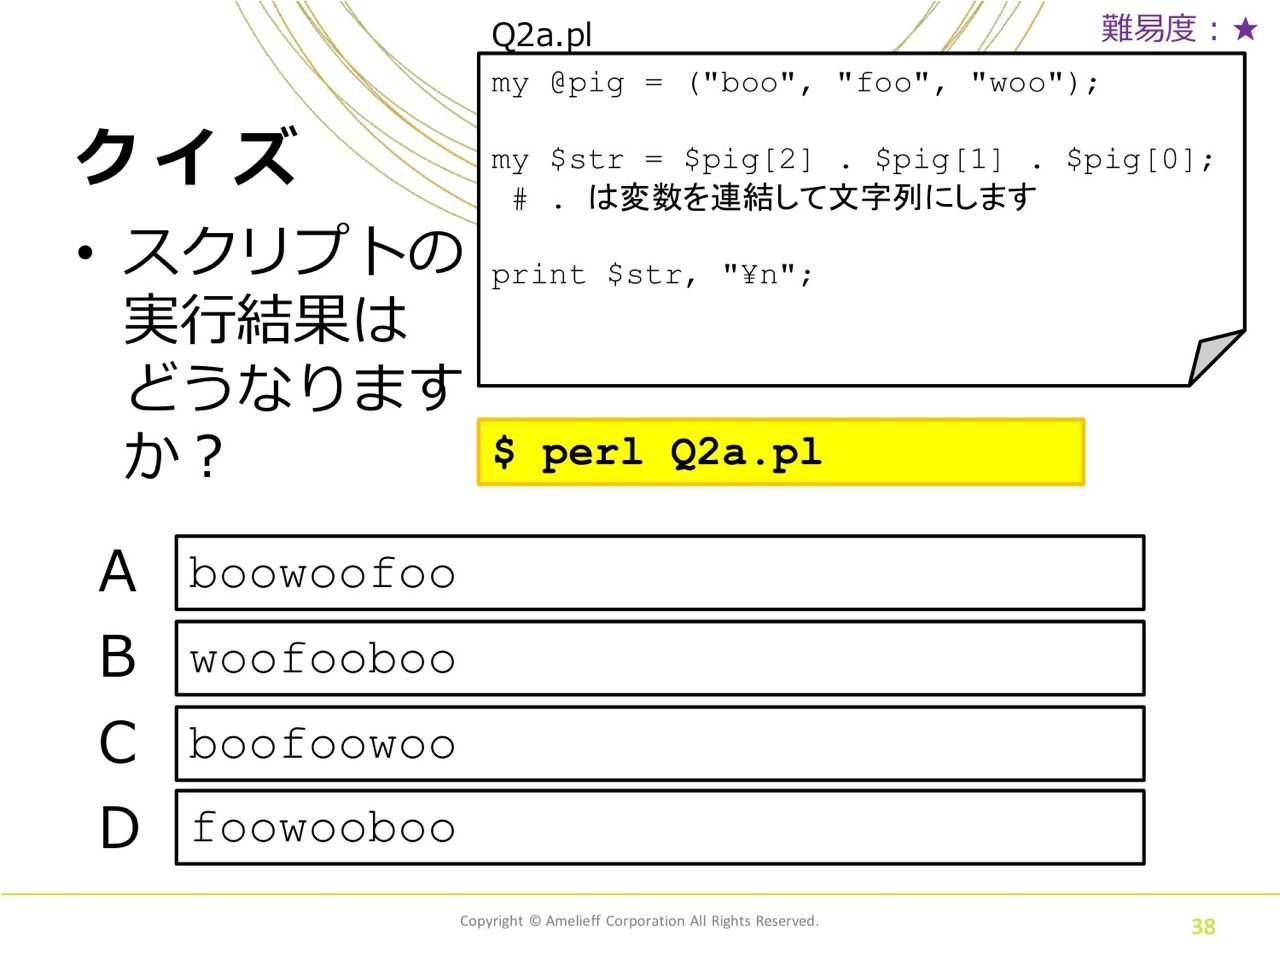 難易度：★
Q2a.pl
my @pig = ("boo", "foo", "woo");
my $str = $pig[2] . $pig[1] . $pig[0];
# . は変数を連結して文字列にします
print $str, "¥n";
クイズ
• スクリプトの
実行結果は
どうなります
か？
$ perl Q2a.pl
A boowoofoo
B woofooboo
C boofoowoo
D foowooboo
Copyright © Amelieff Corporation All Rights Reserved.
38